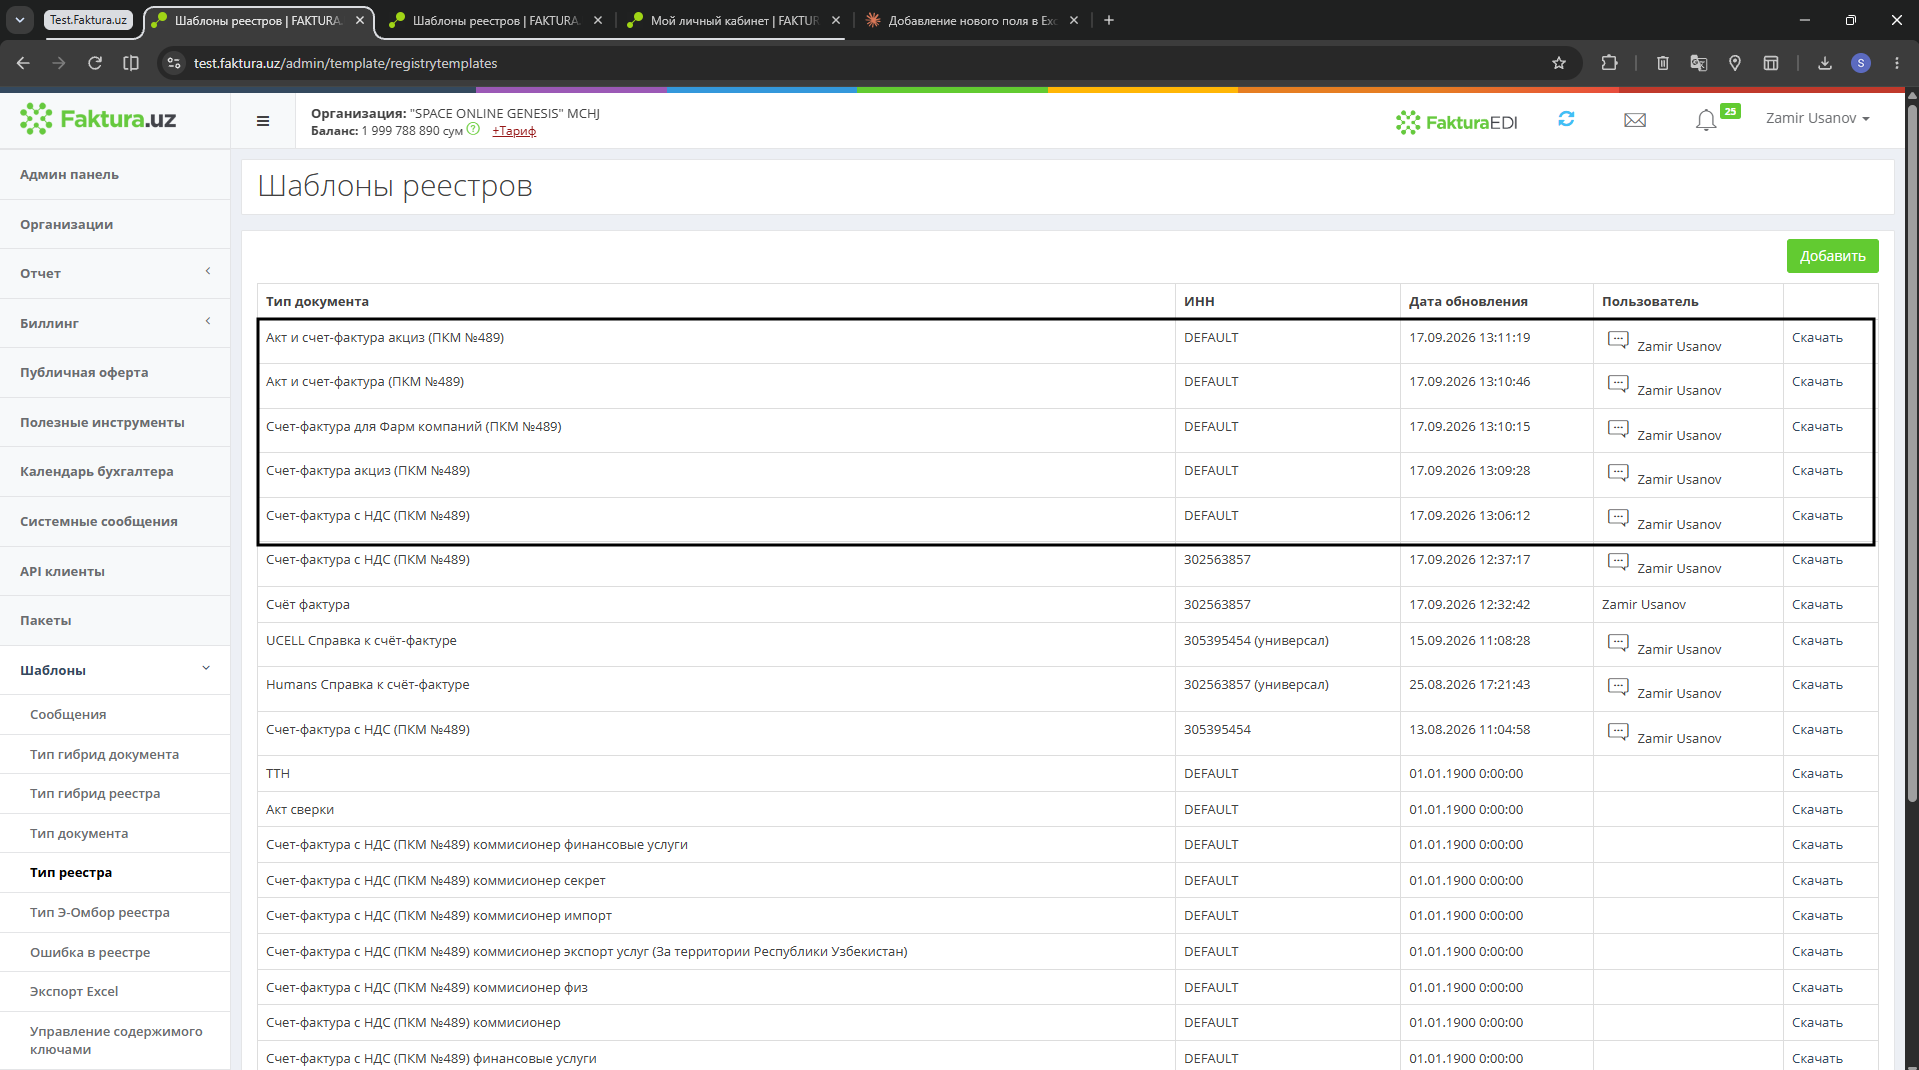 Test.Faktura.uz
Шаблоны реестров | FAKTURA.
Шаблоны реестров | FAKTURA.
Мой личный кабинет | FAKTUR
Добавление нового поля в Exc
test.faktura.uz/admin/template/registrytemplates
S
Faktura.uz
Организация: "SPACE ONLINE GENESIS" MCHJ
Баланс: 1 999 788 890 сум ? +Тариф
FakturaEDI
25
Zamir Usanov
Админ панель
Организации
Отчет
Биллинг
Публичная оферта
Полезные инструменты
Календарь бухгалтера
Системные сообщения
API клиенты
Пакеты
Шаблоны
Сообщения
Тип гибрид документа
Тип гибрид реестра
Тип документа
Тип реестра
Тип Э-Омбор реестра
Ошибка в реестре
Экспорт Excel
Управление содержимого
ключами
Шаблоны реестров
Добавить
Тип документа ИНН Дата обновления Пользователь
Акт и счет-фактура акциз (ПКМ №489) DEFAULT 17.09.2026 13:11:19 Zamir Usanov Скачать
Акт и счет-фактура (ПКМ №489) DEFAULT 17.09.2026 13:10:46 Zamir Usanov Скачать
Счет-фактура для Фарм компаний (ПКМ №489) DEFAULT 17.09.2026 13:10:15 Zamir Usanov Скачать
Счет-фактура акциз (ПКМ №489) DEFAULT 17.09.2026 13:09:28 Zamir Usanov Скачать
Счет-фактура с НДС (ПКМ №489) DEFAULT 17.09.2026 13:06:12 Zamir Usanov Скачать
Счет-фактура с НДС (ПКМ №489) 302563857 17.09.2026 12:37:17 Zamir Usanov Скачать
Счёт фактура 302563857 17.09.2026 12:32:42 Zamir Usanov Скачать
UCELL Справка к счёт-фактуре 305395454 (универсал) 15.09.2026 11:08:28 Zamir Usanov Скачать
Humans Справка к счёт-фактуре 302563857 (универсал) 25.08.2026 17:21:43 Zamir Usanov Скачать
Счет-фактура с НДС (ПКМ №489) 305395454 13.08.2026 11:04:58 Zamir Usanov Скачать
ТТН DEFAULT 01.01.1900 0:00:00 Скачать
Акт сверки DEFAULT 01.01.1900 0:00:00 Скачать
Счет-фактура с НДС (ПКМ №489) коммисионер финансовые услуги DEFAULT 01.01.1900 0:00:00 Скачать
Счет-фактура с НДС (ПКМ №489) коммисионер секрет DEFAULT 01.01.1900 0:00:00 Скачать
Счет-фактура с НДС (ПКМ №489) коммисионер импорт DEFAULT 01.01.1900 0:00:00 Скачать
Счет-фактура с НДС (ПКМ №489) коммисионер экспорт услуг (За территории Республики Узбекистан) DEFAULT 01.01.1900 0:00:00 Скачать
Счет-фактура с НДС (ПКМ №489) коммисионер физ DEFAULT 01.01.1900 0:00:00 Скачать
Счет-фактура с НДС (ПКМ №489) коммисионер DEFAULT 01.01.1900 0:00:00 Скачать
Счет-фактура с НДС (ПКМ №489) финансовые услуги DEFAULT 01.01.1900 0:00:00 Скачать